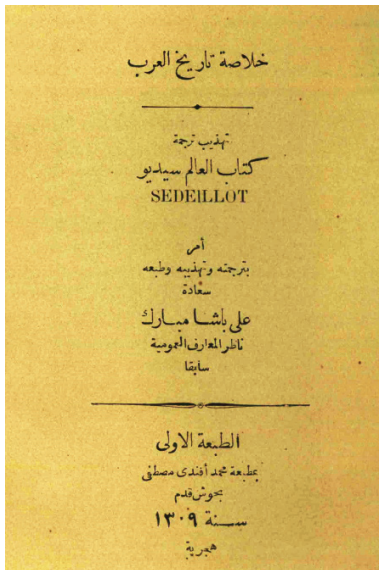 خلاصة تاريخ العرب
تهذيب ترجمة
كتاب العالم سيديو
SEDEILLOT
أمر
بترجمته وتهذيبه وطبعه
سعادة
على باشا مبارك
ناظر المعارف العمومية
سابقا
الطبعة الاولى
بمطبعة محمد أفندى مصطفى
بحوش قدم
سنة ١٣٠٩
هجرية